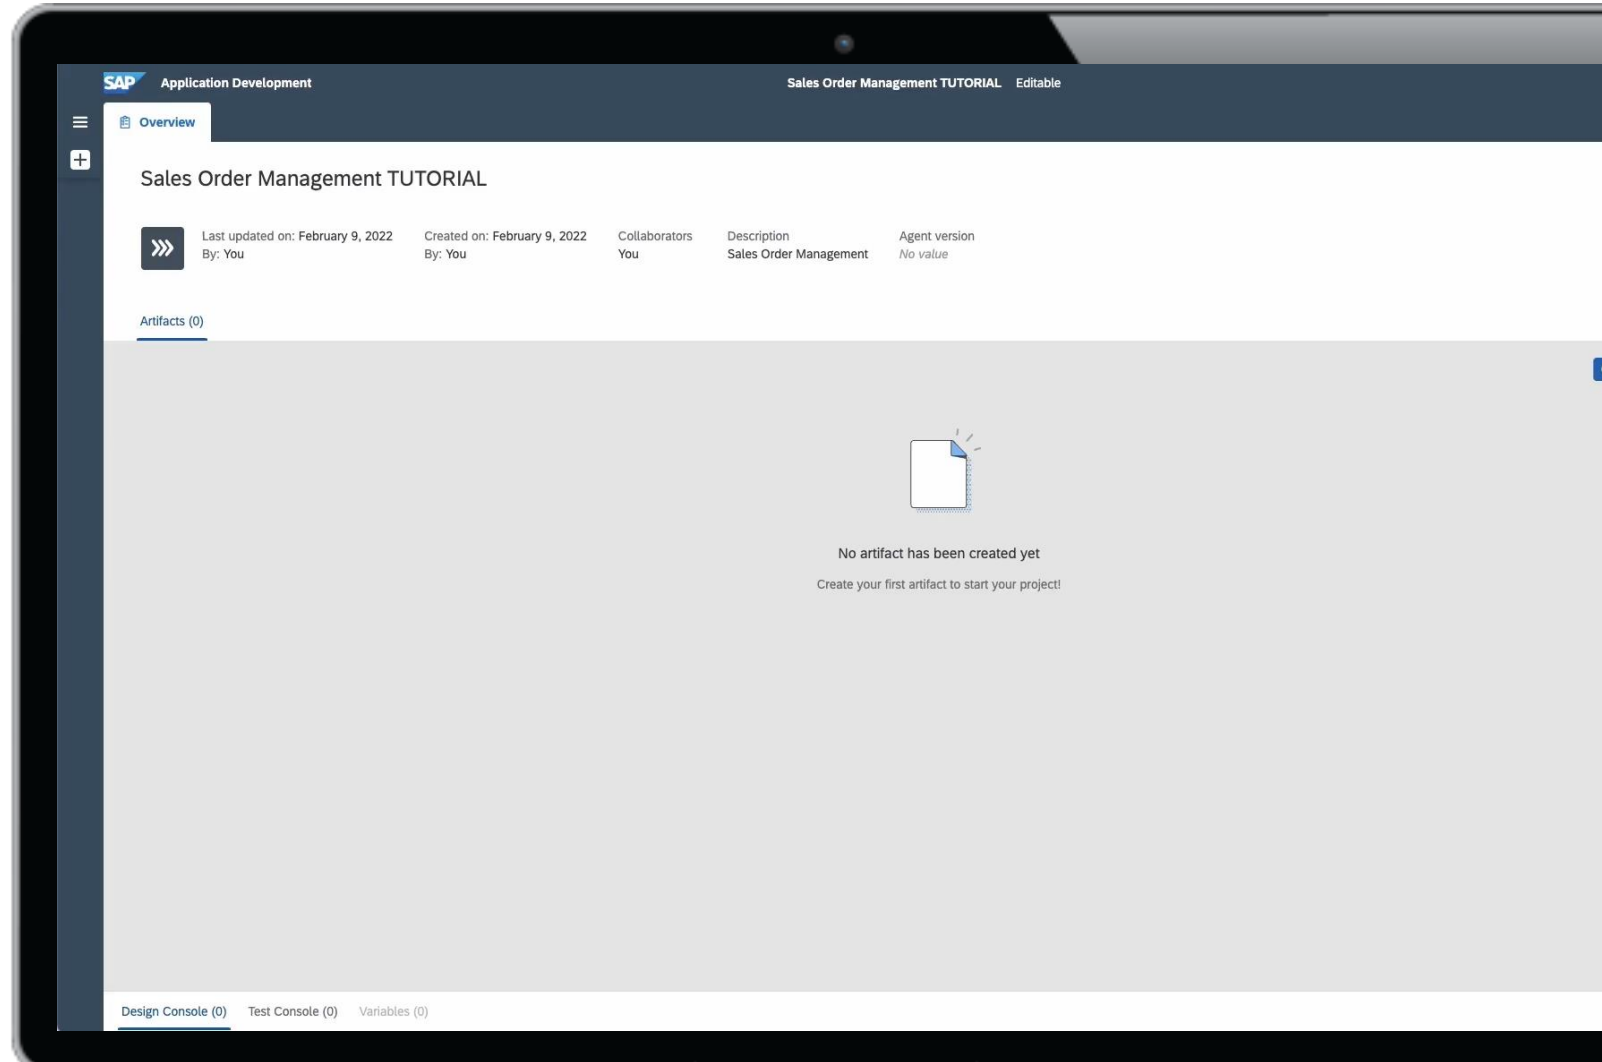 SAP Application Development
Sales Order Management TUTORIAL Editable
Overview
Sales Order Management TUTORIAL
Last updated on: February 9, 2022
By: You
Created on: February 9, 2022
By: You
Collaborators
You
Description
Sales Order Management
Agent version
No value
Artifacts (0)
No artifact has been created yet
Create your first artifact to start your project!
Design Console (0) Test Console (0) Variables (0)